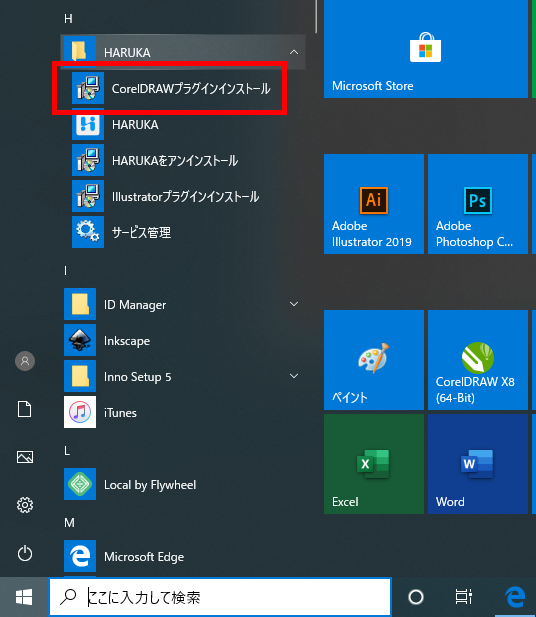 H
HARUKA
CorelDRAWプラグインインストール
HARUKA
HARUKAをアンインストール
Illustratorプラグインインストール
サービス管理
I
ID Manager
Inkscape
Inno Setup 5
iTunes
L
Local by Flywheel
M
Microsoft Edge
ここに入力して検索
Microsoft Store
Ai
Adobe
Illustrator 2019
Ps
Adobe
Photoshop C...
ペイント
CorelDRAW X8
(64-Bit)
X
Excel
W
Word